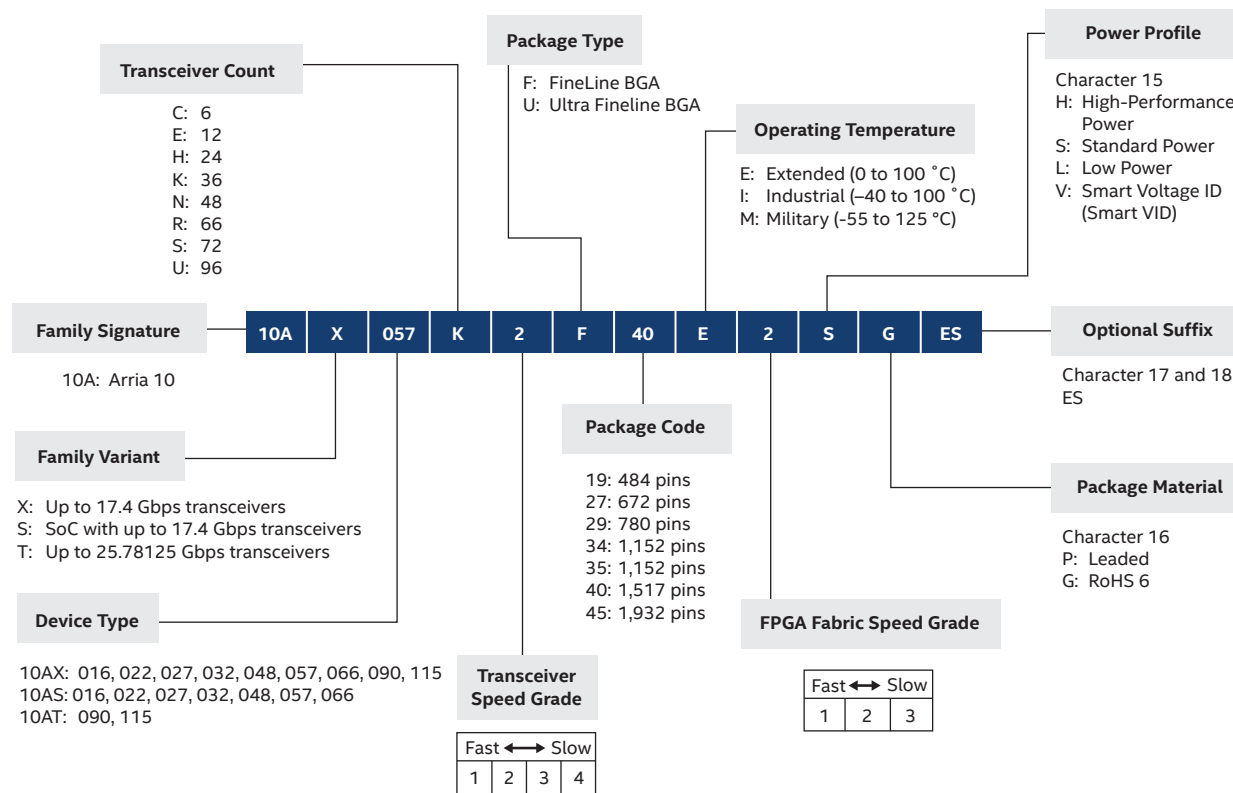 Transceiver Count
C: 6
E: 12
H: 24
K: 36
N: 48
R: 66
S: 72
U: 96
Package Type
F: FineLine BGA
U: Ultra Fineline BGA
Operating Temperature
E: Extended (0 to 100 ˚C)
I: Industrial (–40 to 100 ˚C)
M: Military (-55 to 125 °C)
Power Profile
Character 15
H: High-Performance
Power
S: Standard Power
L: Low Power
V: Smart Voltage ID
(Smart VID)
Family Signature
10A: Arria 10
10A X 057 K 2 F 40 E 2 S G ES
Optional Suffix
Character 17 and 18
ES
Family Variant
X: Up to 17.4 Gbps transceivers
S: SoC with up to 17.4 Gbps transceivers
T: Up to 25.78125 Gbps transceivers
Device Type
10AX: 016, 022, 027, 032, 048, 057, 066, 090, 115
10AS: 016, 022, 027, 032, 048, 057, 066
10AT: 090, 115
Transceiver
Speed Grade
Fast ⟷ Slow
1 2 3 4
Package Code
19: 484 pins
27: 672 pins
29: 780 pins
34: 1,152 pins
35: 1,152 pins
40: 1,517 pins
45: 1,932 pins
FPGA Fabric Speed Grade
Fast ⟷ Slow
1 2 3
Package Material
Character 16
P: Leaded
G: RoHS 6